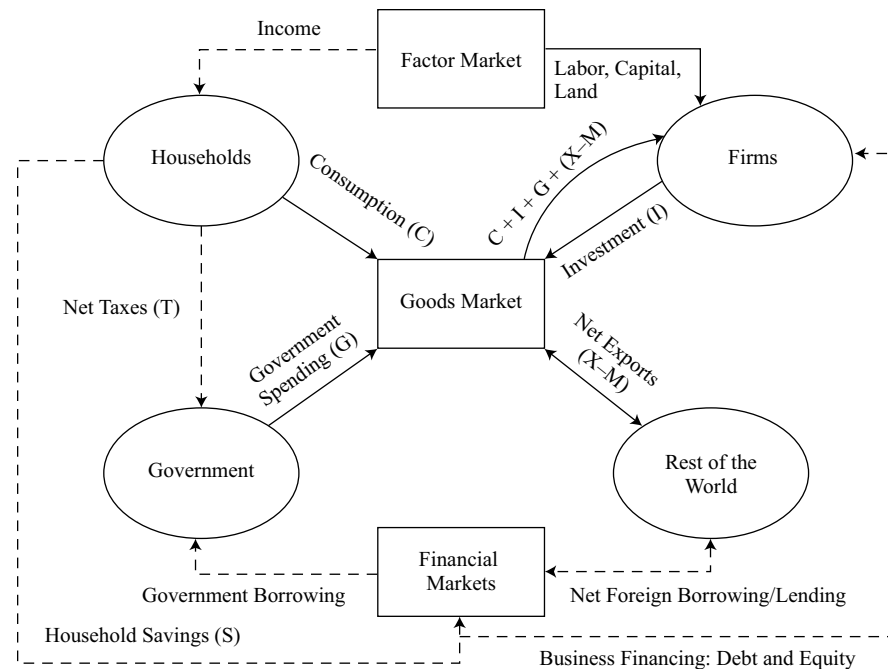 Income
Factor Market
Labor, Capital,
Land
Households
Firms
Consumption (C)
C + I + G + (X–M)
Investment (I)
Goods Market
Net Taxes (T)
Government
Spending (G)
Net Exports
(X–M)
Government
Rest of the
World
Financial
Markets
Government Borrowing
Net Foreign Borrowing/Lending
Household Savings (S)
Business Financing: Debt and Equity